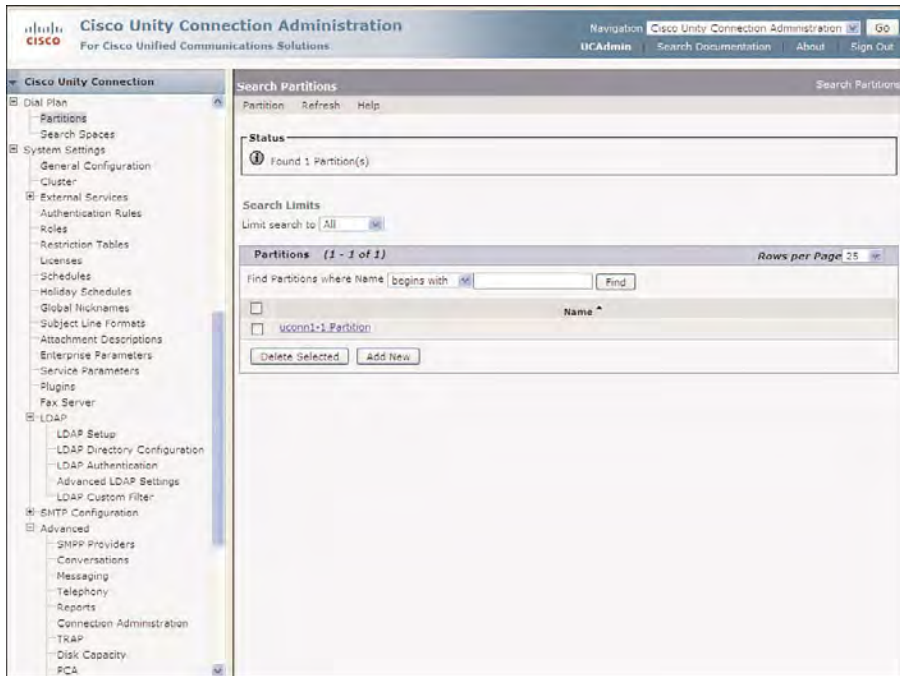 cisco
Cisco Unity Connection Administration
For Cisco Unified Communications Solutions
Navigation Cisco Unity Connection Administration Go
UCAdmin Search Documentation About Sign Out
Cisco Unity Connection
Dial Plan
Partitions
Search Spaces
System Settings
General Configuration
Cluster
External Services
Authentication Rules
Roles
Restriction Tables
Licenses
Schedules
Holiday Schedules
Global Nicknames
Subject Line Formats
Attachment Descriptions
Enterprise Parameters
Service Parameters
Plugins
Fax Server
LDAP
LDAP Setup
LDAP Directory Configuration
LDAP Authentication
Advanced LDAP Settings
LDAP Custom Filter
SMTP Configuration
Advanced
SMPP Providers
Conversations
Messaging
Telephony
Reports
Connection Administration
TRAP
Disk Capacity
PCA
Search Partitions Search Partitions
Partition Refresh Help
Status
Found 1 Partition(s)
Search Limits
Limit search to All
Partitions (1 - 1 of 1) Rows per Page 25
Find Partitions where Name begins with Find
Name
uconn1-1 Partition
Delete Selected Add New